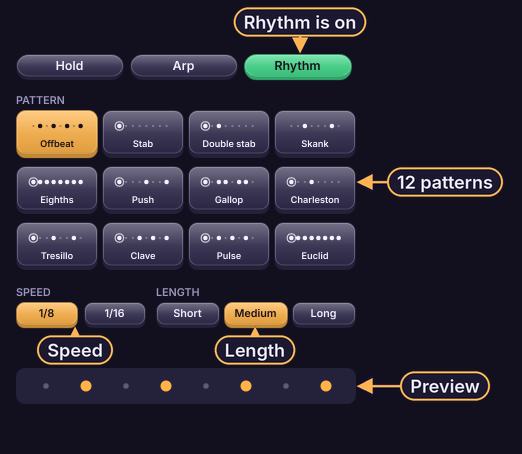 Rhythm is on
Hold Arp Rhythm
PATTERN
Offbeat Stab Double stab Skank
Eighths Push Gallop Charleston
12 patterns
Tresillo Clave Pulse Euclid
SPEED LENGTH
1/8 1/16 Short Medium Long
Speed Length
Preview